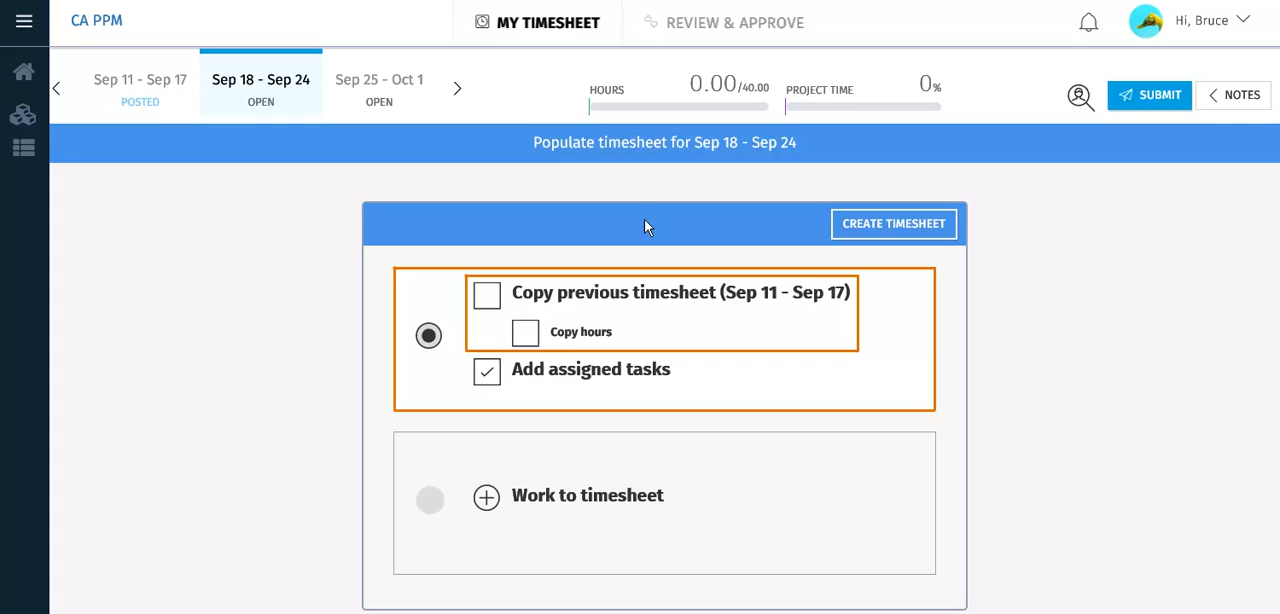 CA PPM
MY TIMESHEET
REVIEW & APPROVE
Hi, Bruce
Sep 11 - Sep 17
POSTED
Sep 18 - Sep 24
OPEN
Sep 25 - Oct 1
OPEN
HOURS
0.00/40.00
PROJECT TIME
0%
SUBMIT
NOTES
Populate timesheet for Sep 18 - Sep 24
CREATE TIMESHEET
Copy previous timesheet (Sep 11 - Sep 17)
Copy hours
Add assigned tasks
Work to timesheet